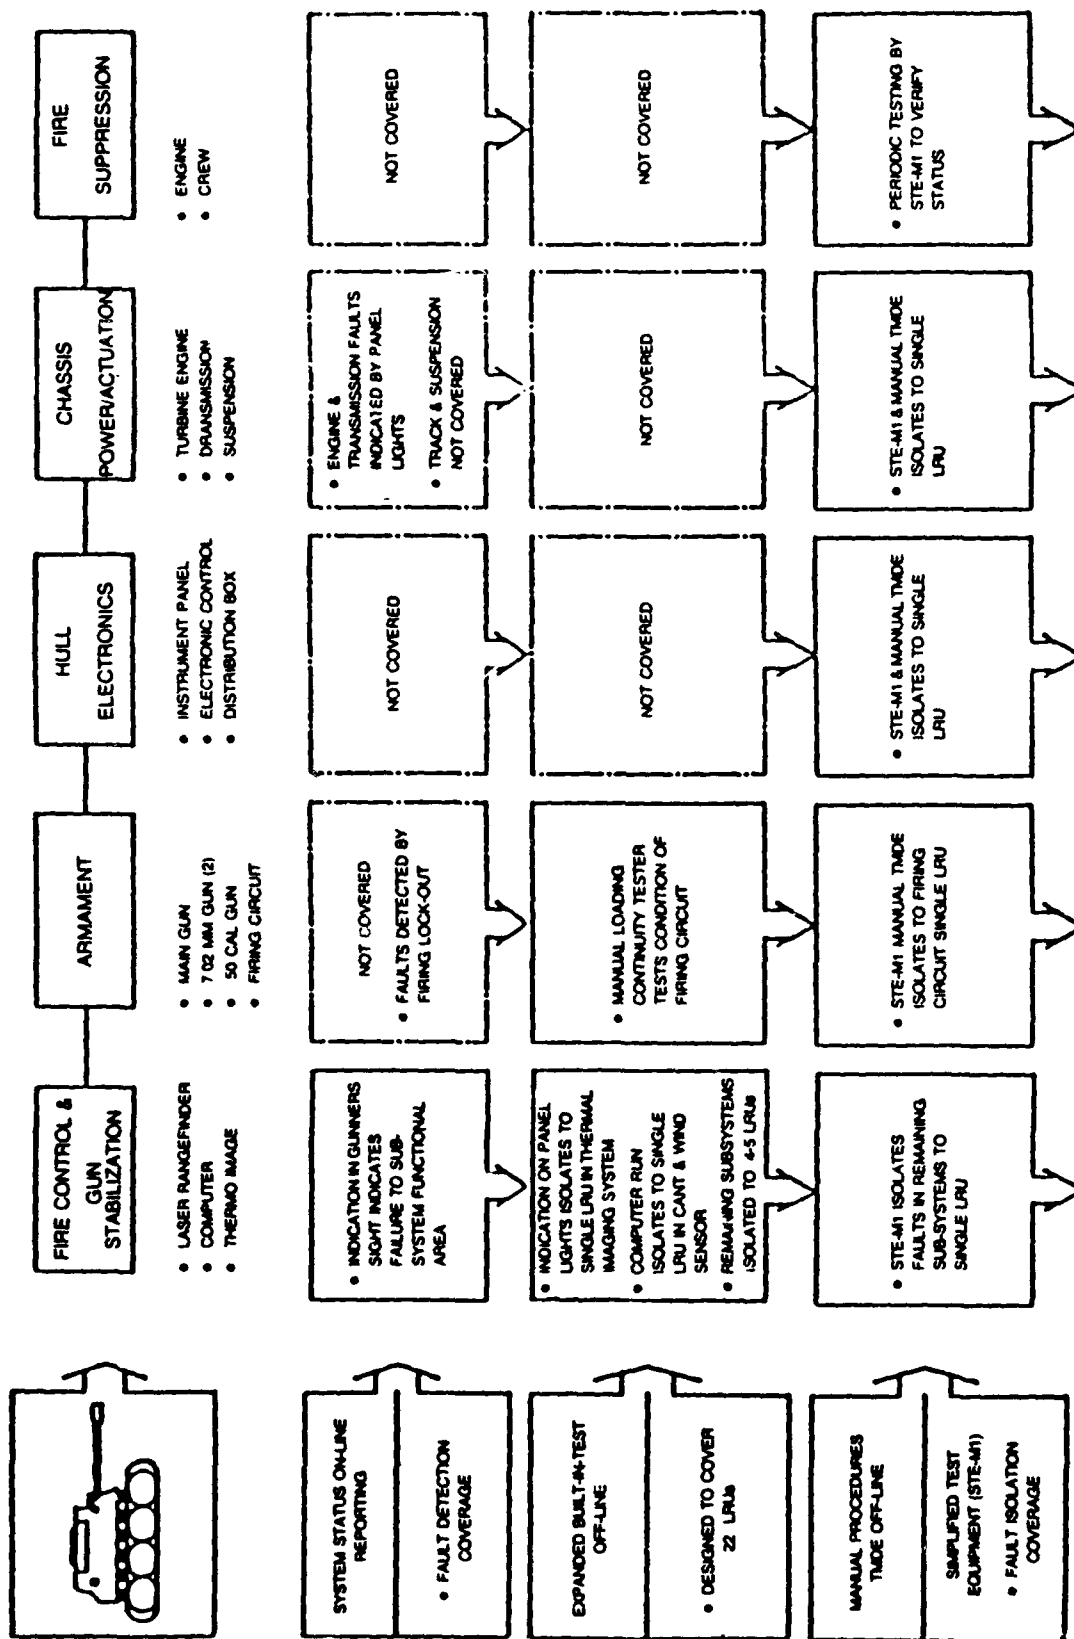 FIRE CONTROL &
GUN
STABILIZATION
ARMAMENT
HULL
ELECTRONICS
CHASSIS
POWER/ACTUATION
FIRE
SUPPRESSION
• LASER RANGEFINDER
• COMPUTER
• THERMO IMAGE
• MAIN GUN
• 7 02 MM GUN (2)
• 50 CAL GUN
• FIRING CIRCUIT
• INSTRUMENT PANEL
• ELECTRONIC CONTROL
• DISTRIBUTION BOX
• TURBINE ENGINE
• DRANSMISSION
• SUSPENSION
• ENGINE
• CREW
SYSTEM STATUS ON-LINE
REPORTING
• FAULT DETECTION
COVERAGE
• INDICATION IN GUNNERS
SIGHT INDICATES
FAILURE TO SUB-
SYSTEM FUNCTIONAL
AREA
NOT COVERED
• FAULTS DETECTED BY
FIRING LOCK-OUT
NOT COVERED
• ENGINE &
TRANSMISSION FAULTS
INDICATED BY PANEL
LIGHTS
• TRACK & SUSPENSION
NOT COVERED
NOT COVERED
EXPANDED BUILT-IN-TEST
OFF-LINE
• DESIGNED TO COVER
22 LRUs
• INDICATION ON PANEL
LIGHTS ISOLATES TO
SINGLE LRU IN THERMAL
IMAGING SYSTEM
• COMPUTER RUN
ISOLATES TO SINGLE
LRU IN CANT & WIND
SENSOR
• REMAINING SUBSYSTEMS
ISOLATED TO 4-5 LRUs
• MANUAL LOADING
CONTINUITY TESTER
TESTS CONDITION OF
FIRING CIRCUIT
NOT COVERED
NOT COVERED
NOT COVERED
MANUAL PROCEDURES
TMDE OFF-LINE
SIMPLIFIED TEST
EQUIPMENT (STE-M1)
• FAULT ISOLATION
COVERAGE
• STE-M1 ISOLATES
FAULTS IN REMAINING
SUB-SYSTEMS TO
SINGLE LRU
• STE-M1 MANUAL TMDE
ISOLATES TO FIRING
CIRCUIT SINGLE LRU
• STE-M1 & MANUAL TMDE
ISOLATES TO SINGLE
LRU
• STE-M1 & MANUAL TMDE
ISOLATES TO SINGLE
LRU
• PERIODIC TESTING BY
STE-M1 TO VERIFY
STATUS